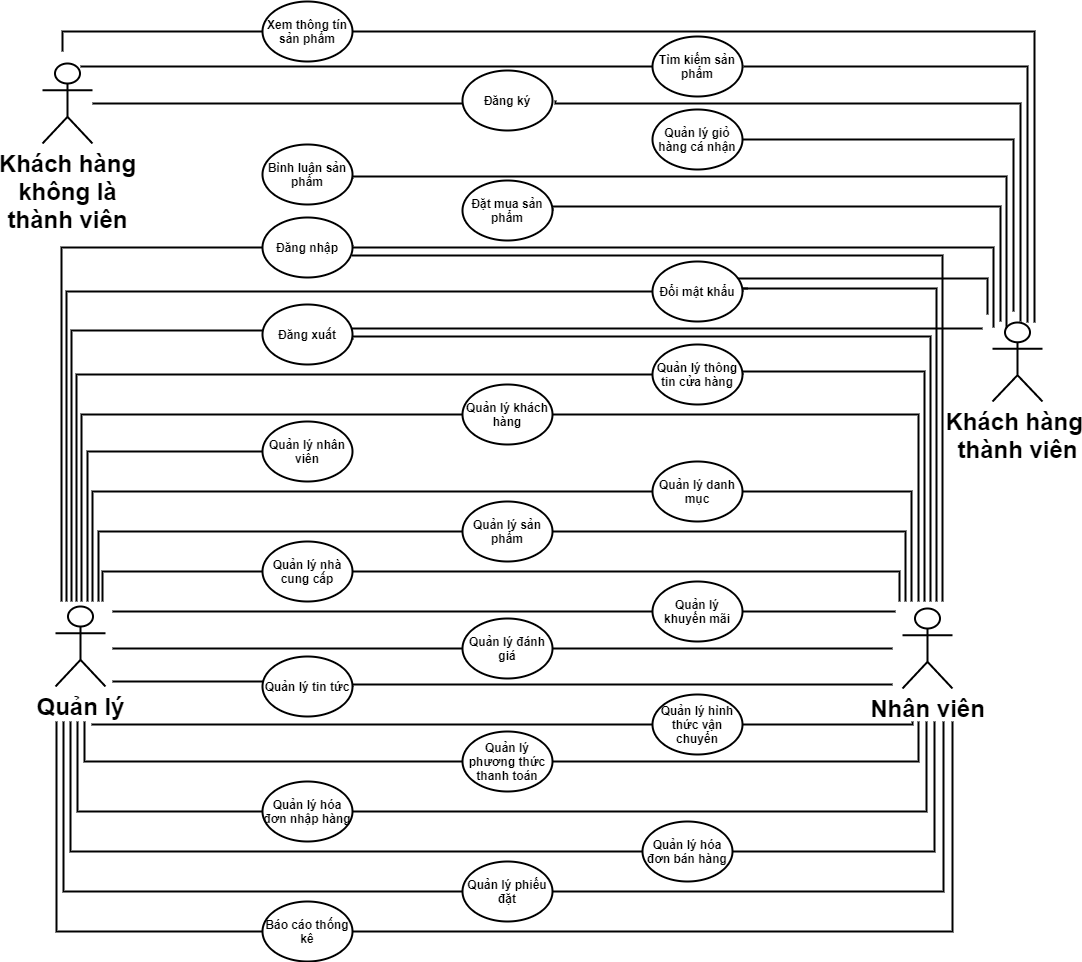 Xem thông tin
sản phẩm
Tìm kiếm sản
phẩm
Đăng ký
Quản lý giỏ
hàng cá nhận
Khách hàng
không là
thành viên
Bình luận sản
phẩm
Đặt mua sản
phẩm
Đăng nhập
Đổi mật khẩu
Đăng xuất
Quản lý thông
tin cửa hàng
Quản lý khách
hàng
Khách hàng
thành viên
Quản lý nhân
viên
Quản lý danh
mục
Quản lý sản
phẩm
Quản lý nhà
cung cấp
Quản lý
khuyến mãi
Quản lý đánh
giá
Quản lý tin tức
Quản lý
Nhân viên
Quản lý hình
thức vận
chuyển
Quản lý
phương thức
thanh toán
Quản lý hóa
đơn nhập hàng
Quản lý hóa
đơn bán hàng
Quản lý phiếu
đặt
Báo cáo thống
kê